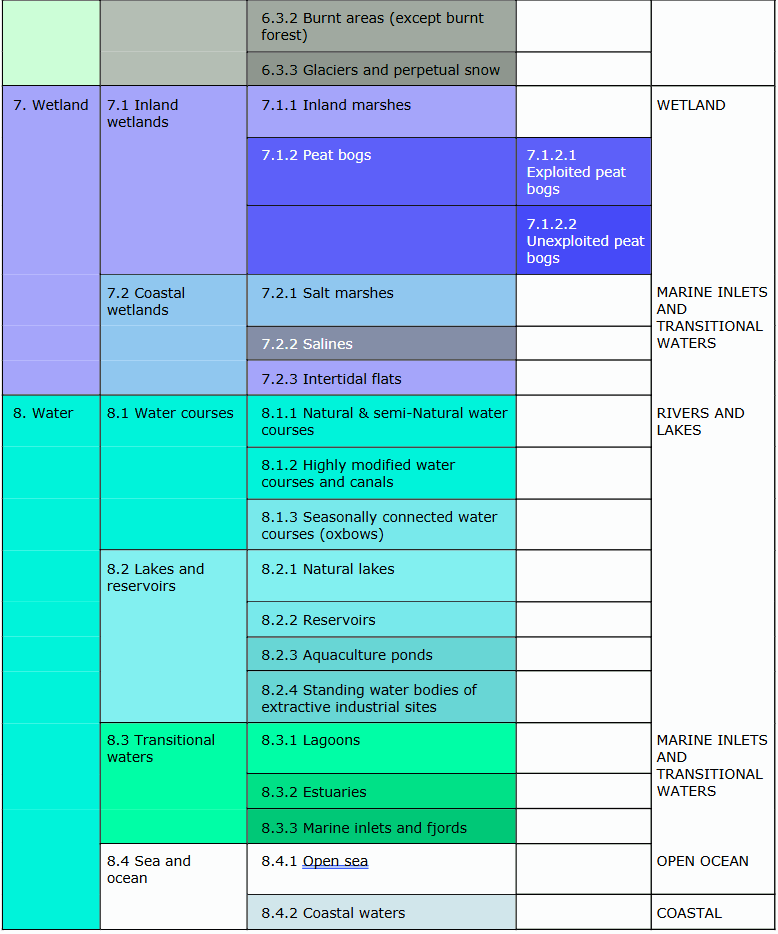 6.3.2 Burnt areas (except burnt
forest)
6.3.3 Glaciers and perpetual snow
7. Wetland
7.1 Inland
wetlands
7.1.1 Inland marshes
WETLAND
7.1.2 Peat bogs
7.1.2.1
Exploited peat
bogs
7.1.2.2
Unexploited peat
bogs
7.2 Coastal
wetlands
7.2.1 Salt marshes
MARINE INLETS
AND
TRANSITIONAL
WATERS
7.2.2 Salines
7.2.3 Intertidal flats
8. Water
8.1 Water courses
8.1.1 Natural & semi-Natural water
courses
RIVERS AND
LAKES
8.1.2 Highly modified water
courses and canals
8.1.3 Seasonally connected water
courses (oxbows)
8.2 Lakes and
reservoirs
8.2.1 Natural lakes
8.2.2 Reservoirs
8.2.3 Aquaculture ponds
8.2.4 Standing water bodies of
extractive industrial sites
8.3 Transitional
waters
8.3.1 Lagoons
MARINE INLETS
AND
TRANSITIONAL
WATERS
8.3.2 Estuaries
8.3.3 Marine inlets and fjords
8.4 Sea and
ocean
8.4.1 Open sea
OPEN OCEAN
8.4.2 Coastal waters
COASTAL